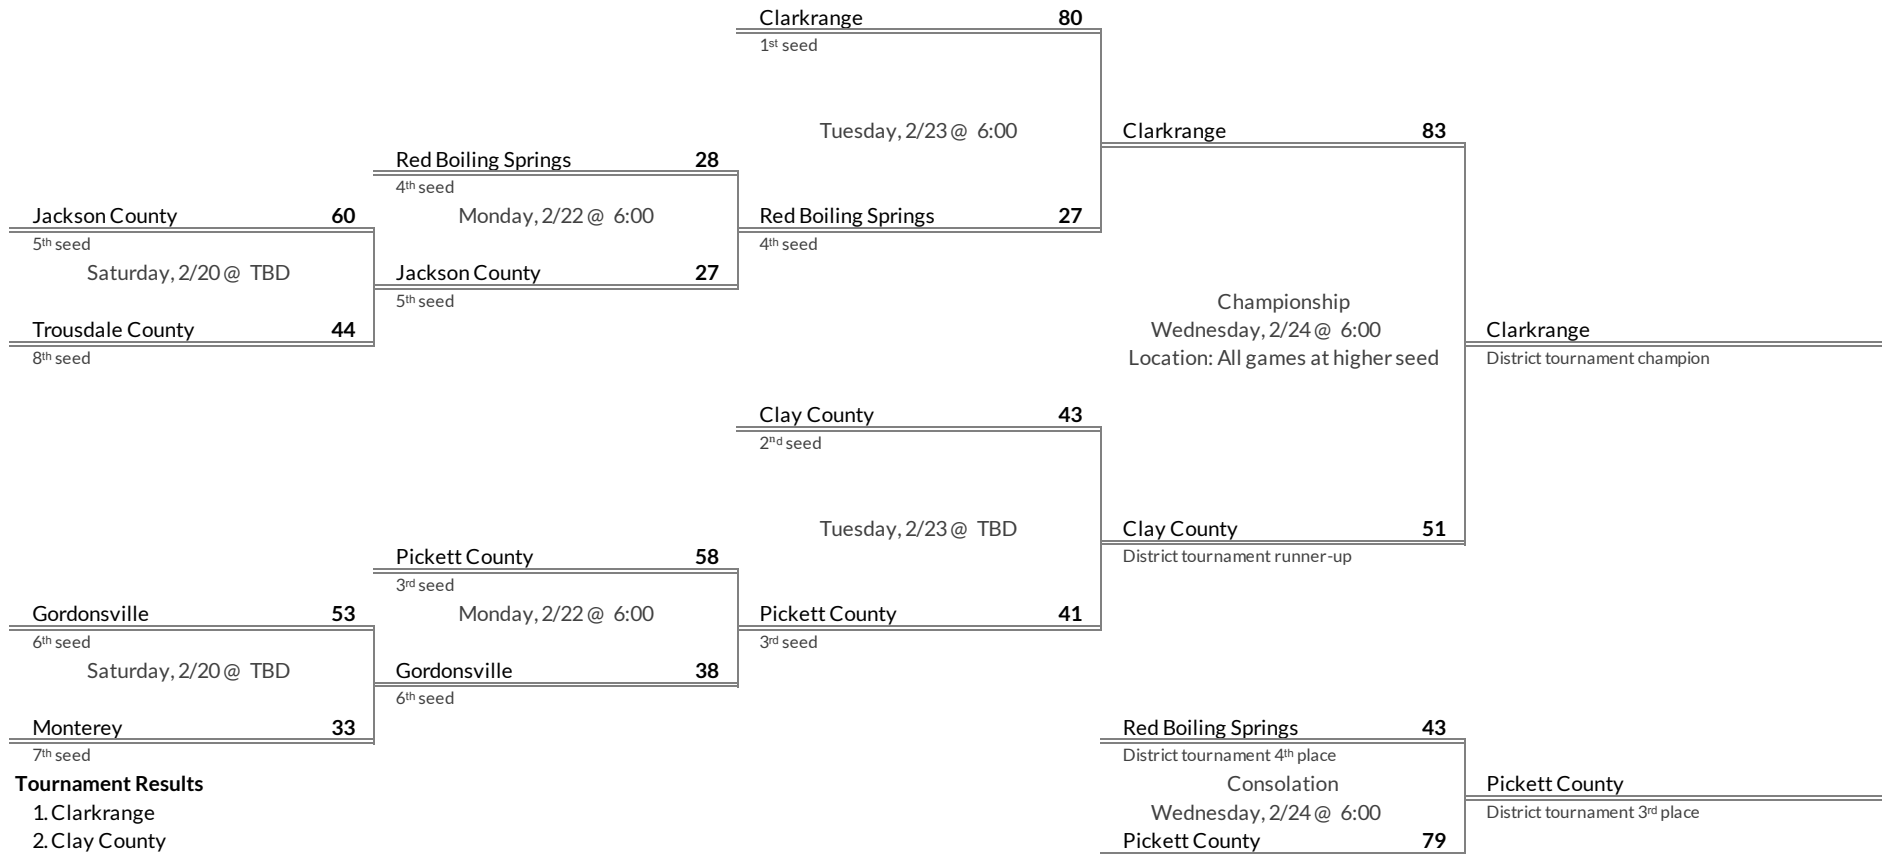 Clarkrange 80
1st seed
Tuesday, 2/23 @ 6:00
Clarkrange 83
Red Boiling Springs 28
4th seed
Jackson County 60
Monday, 2/22 @ 6:00
Red Boiling Springs 27
5th seed
4th seed
Saturday, 2/20 @ TBD
Jackson County 27
5th seed
Championship
Trousdale County 44
Wednesday, 2/24 @ 6:00
Clarkrange
8th seed
Location: All games at higher seed
District tournament champion
Clay County 43
2nd seed
Tuesday, 2/23 @ TBD
Clay County 51
Pickett County 58
District tournament runner-up
3rd seed
Gordonsville 53
Monday, 2/22 @ 6:00
Pickett County 41
6th seed
3rd seed
Saturday, 2/20 @ TBD
Gordonsville 38
6th seed
Monterey 33
Red Boiling Springs 43
7th seed
District tournament 4th place
Tournament Results
Consolation
Pickett County
1. Clarkrange
Wednesday, 2/24 @ 6:00
District tournament 3rd place
2. Clay County
Pickett County 79